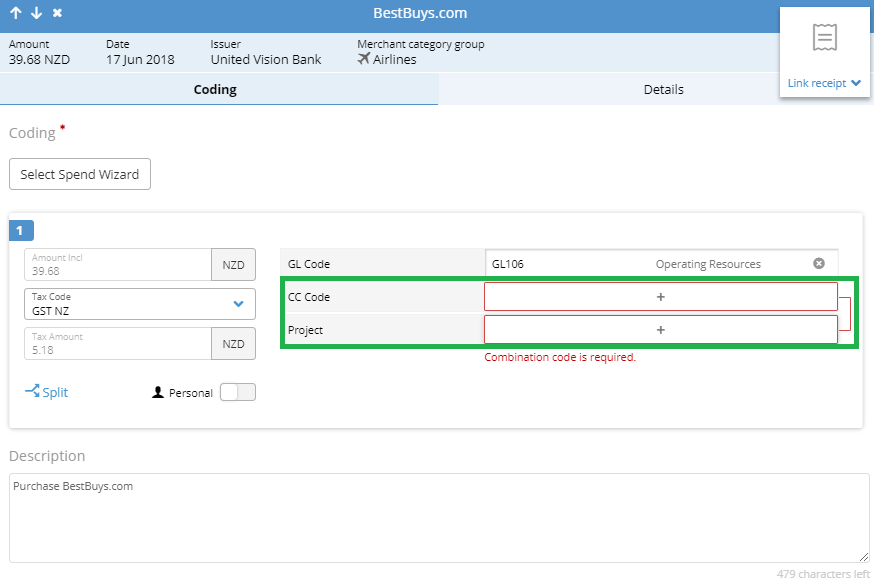 BestBuys.com
Amount Date Issuer Merchant category group
39.68 NZD 17 Jun 2018 United Vision Bank Airlines
Link receipt
Coding Details
Coding *
Select Spend Wizard
1
Amount Incl
39.68 NZD
GL Code GL106 Operating Resources
Tax Code
GST NZ
CC Code +
Tax Amount
5.18 NZD
Project +
Combination code is required.
Split Personal
Description
Purchase BestBuys.com
479 characters left